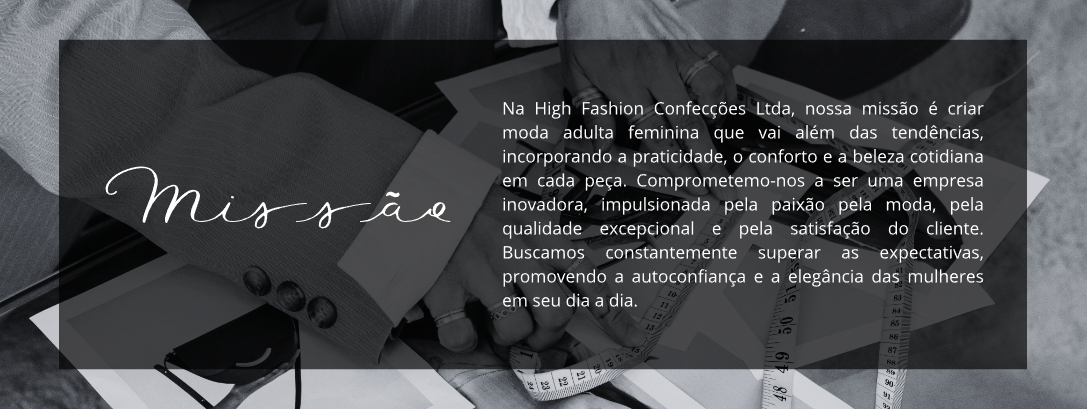 Missão
Na High Fashion Confecções Ltda, nossa missão é criar
moda adulta feminina que vai além das tendências,
incorporando a praticidade, o conforto e a beleza cotidiana
em cada peça. Comprometemo-nos a ser uma empresa
inovadora, impulsionada pela paixão pela moda, pela
qualidade excepcional e pela satisfação do cliente.
Buscamos constantemente superar as expectativas,
promovendo a autoconfiança e a elegância das mulheres
em seu dia a dia.